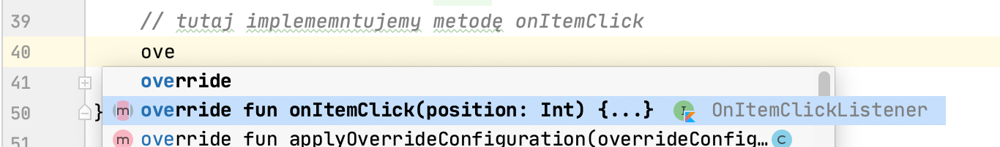 39 // tutaj implememntujemy metodę onItemClick
40 ove
41 override
override fun onItemClick(position: Int) {...} OnItemClickListener
50 }
override fun applyOverrideConfiguration(overrideConfig…
51